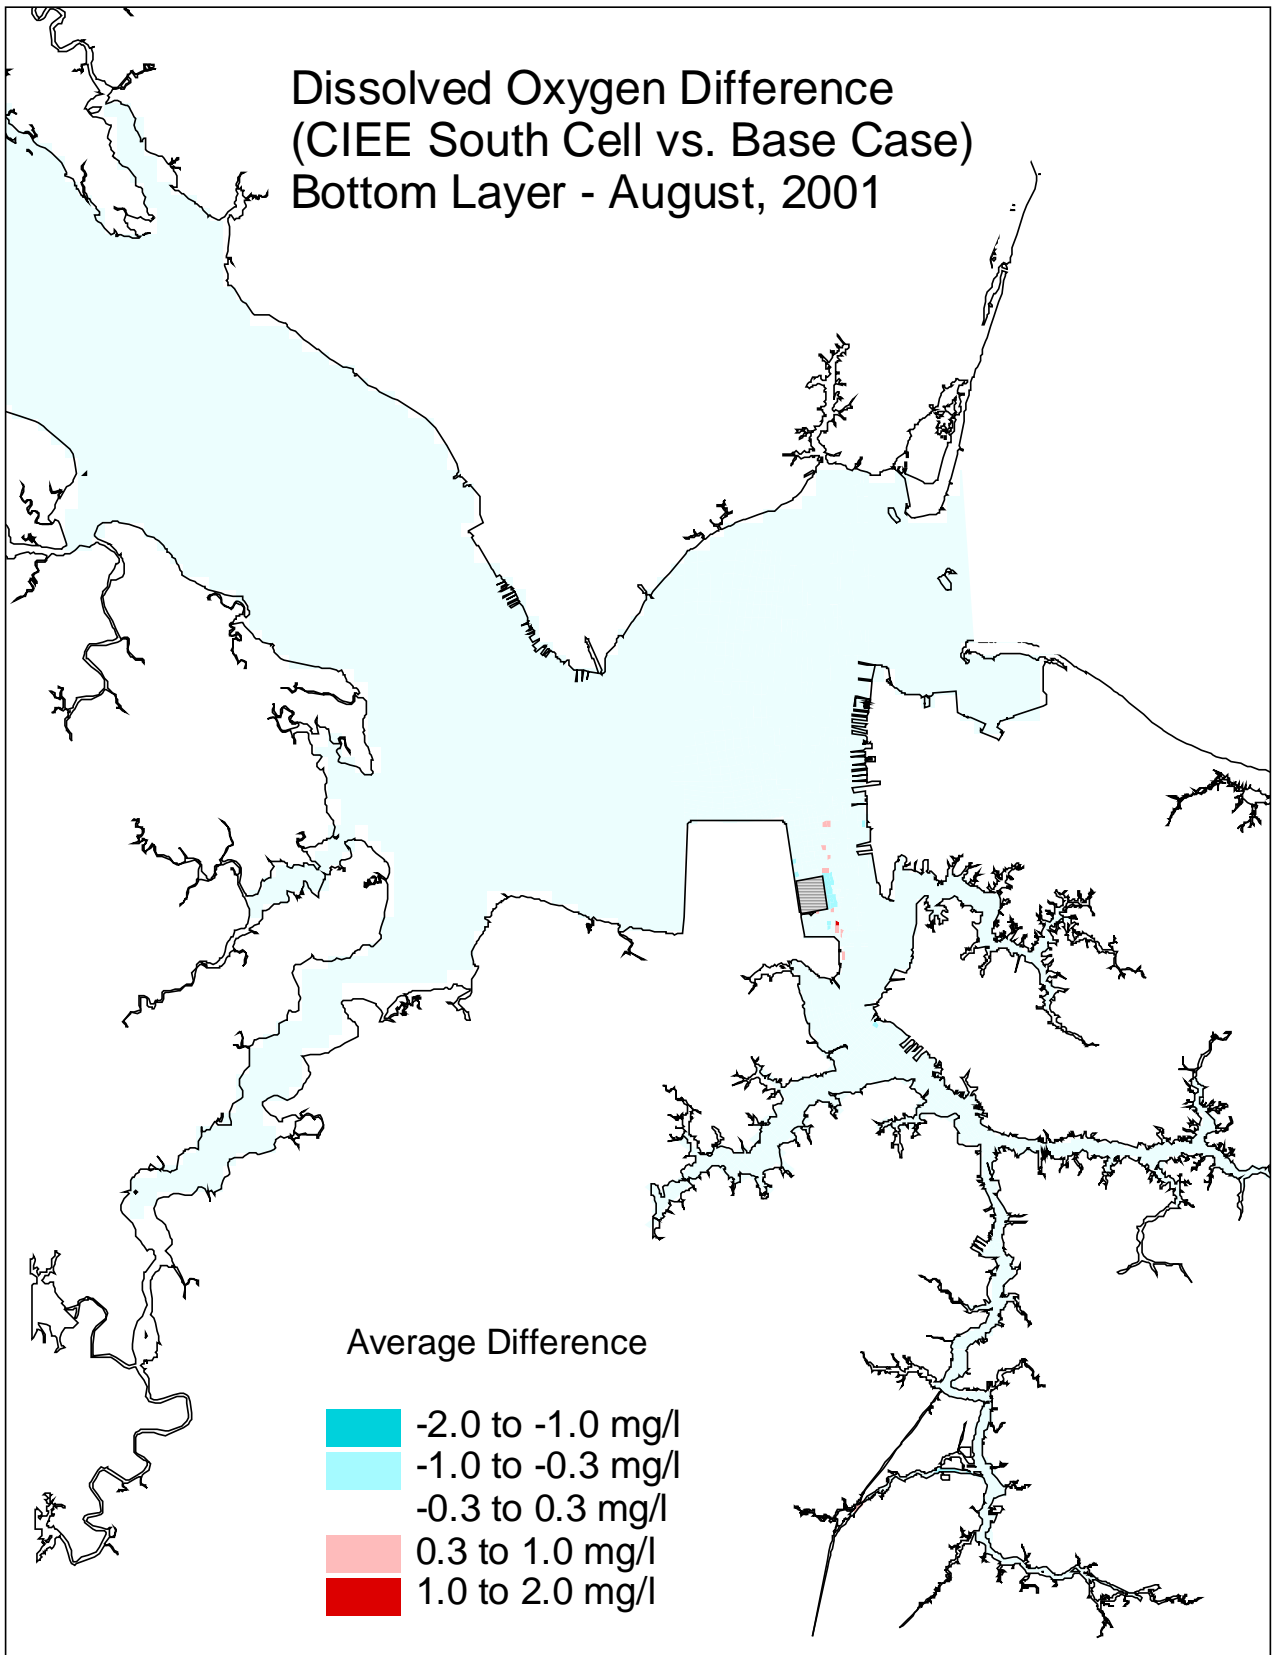 Dissolved Oxygen Difference
(CIEE South Cell vs. Base Case)
Bottom Layer - August, 2001
Average Difference
-2.0 to -1.0 mg/l
-1.0 to -0.3 mg/l
-0.3 to 0.3 mg/l
0.3 to 1.0 mg/l
1.0 to 2.0 mg/l